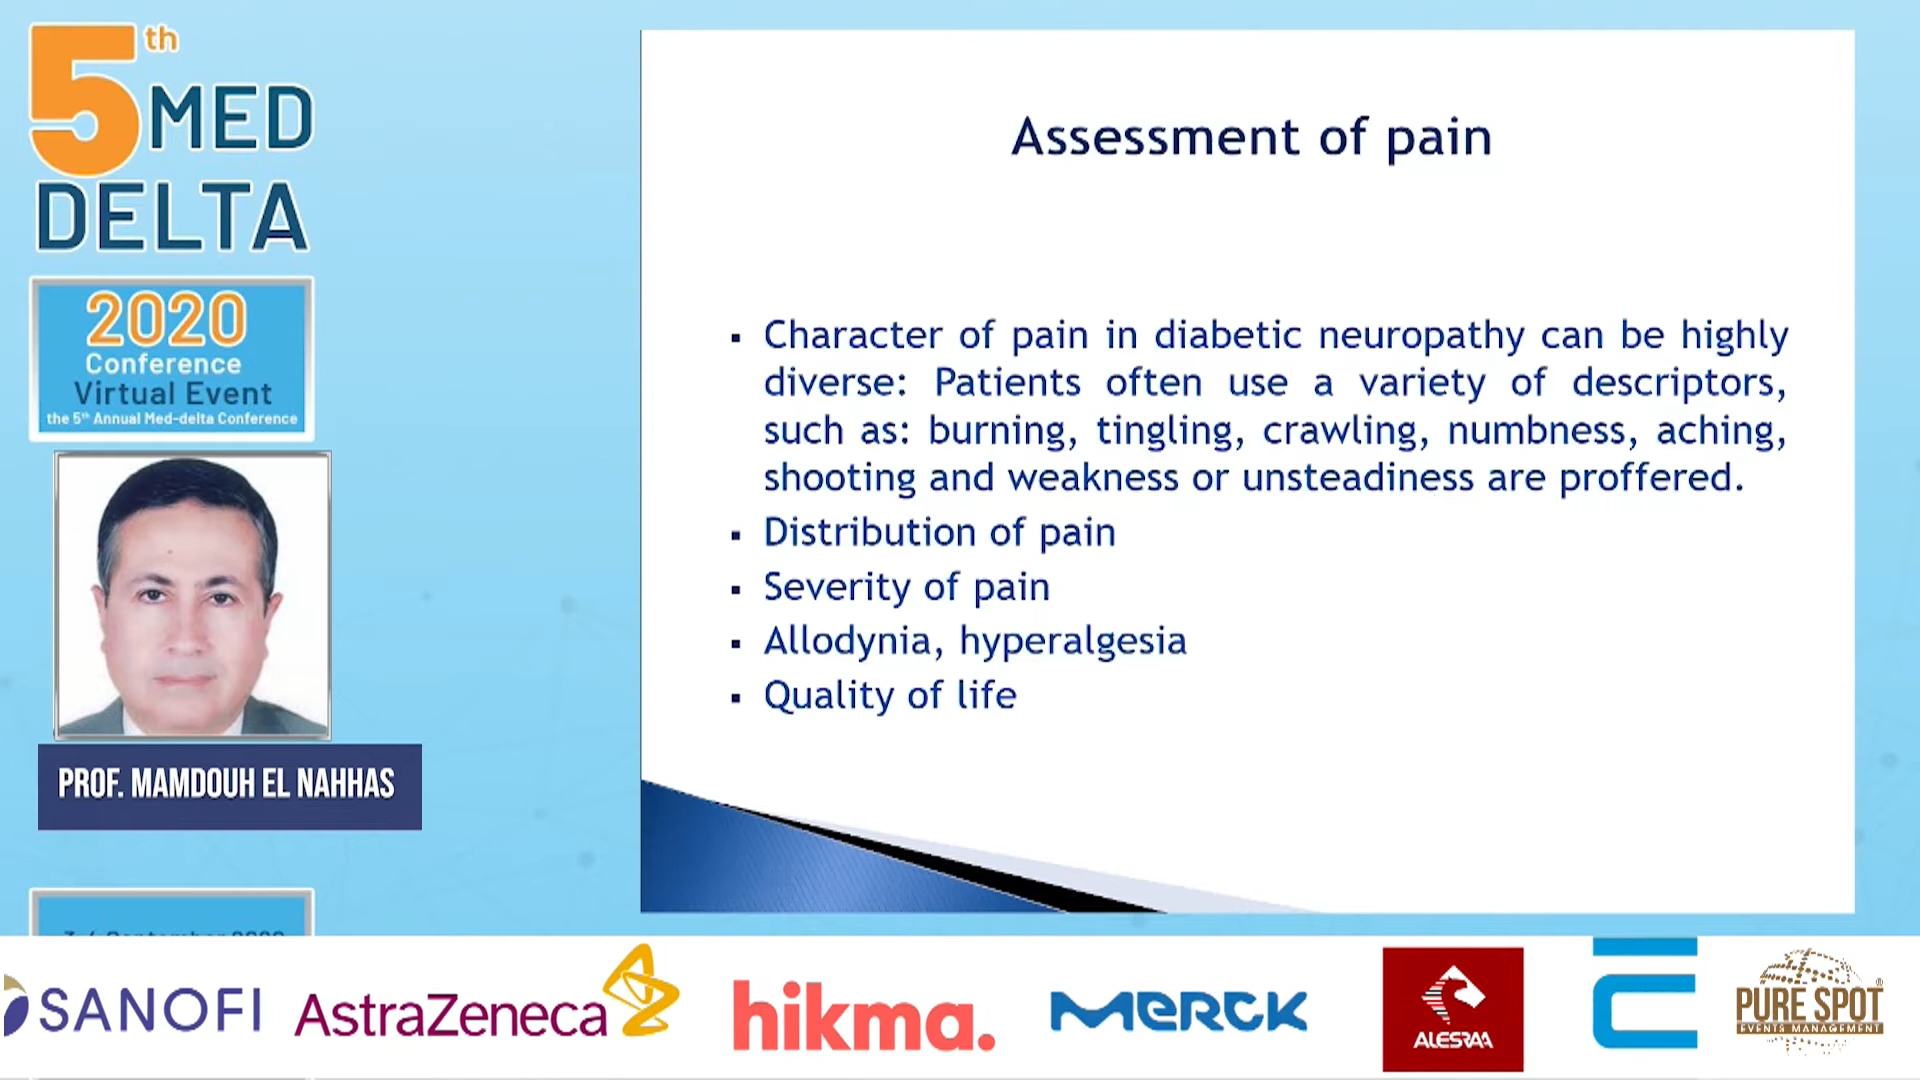 5th MED
DELTA
2020
Conference
Virtual Event
the 5th Annual Med-delta Conference
PROF. MAMDOUH EL NAHHAS
Assessment of pain
▪ Character of pain in diabetic neuropathy can be highly
diverse: Patients often use a variety of descriptors,
such as: burning, tingling, crawling, numbness, aching,
shooting and weakness or unsteadiness are proffered.
▪ Distribution of pain
▪ Severity of pain
▪ Allodynia, hyperalgesia
▪ Quality of life
SANOFI
AstraZeneca
hikma.
MERCK
ALESRAA
PURE SPOT®
EVENTS MANAGEMENT